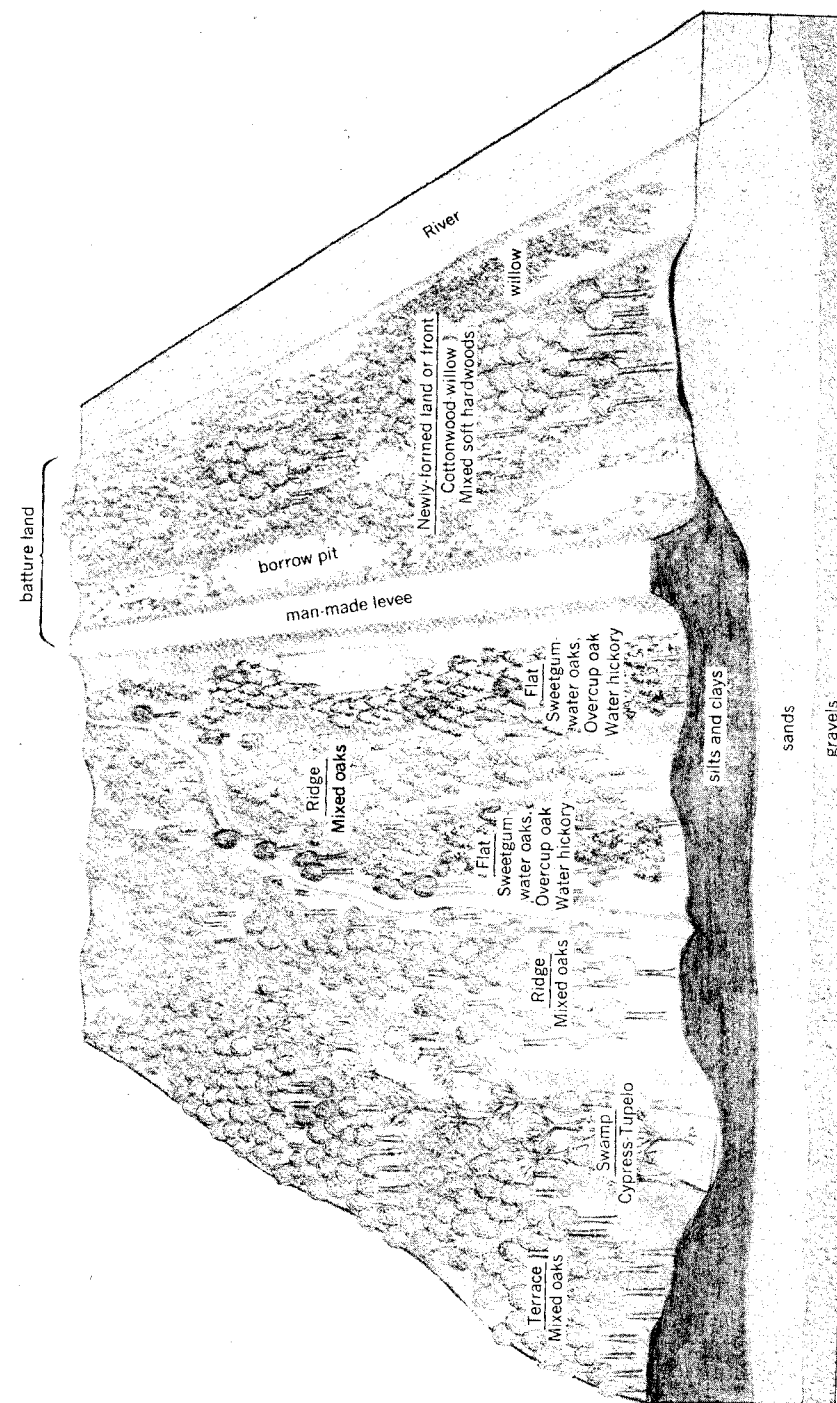 batture land
River
willow
Newly-formed land or front
Cottonwood-willow
Mixed soft hardwoods
borrow pit
man-made levee
Flat
Sweetgum-
water oaks,
Overcup oak
Water hickory
Ridge
Mixed oaks
Flat
Sweetgum-
water oaks,
Overcup oak
Water hickory
Ridge
Mixed oaks
Swamp
Cypress-Tupelo
Terrace
Mixed oaks
silts and clays
sands
gravels